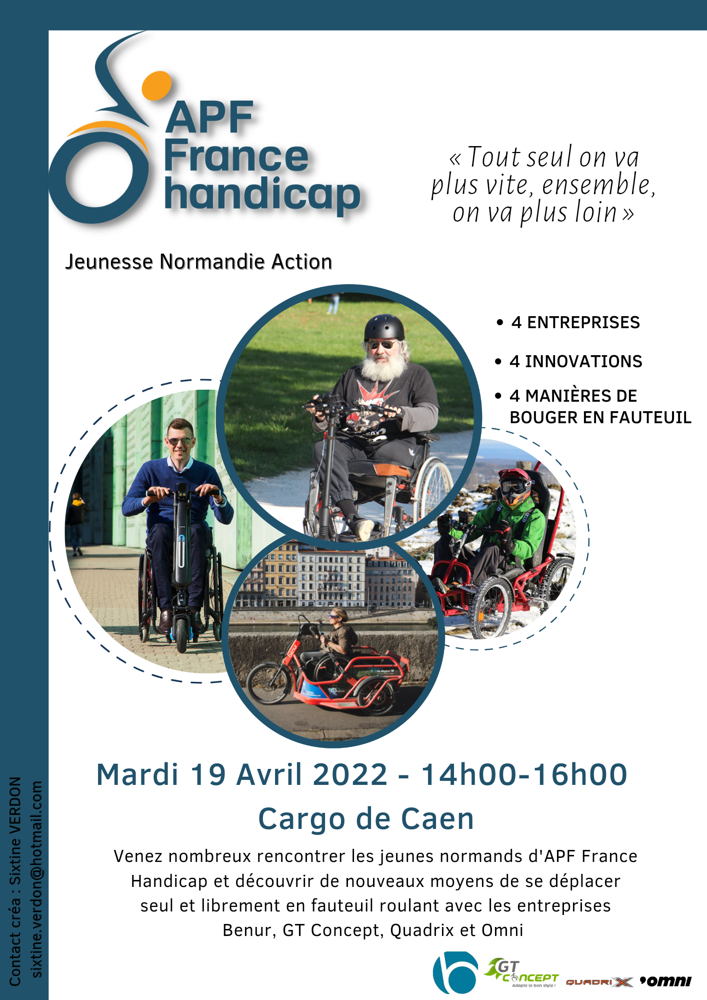 APF
France
handicap
« Tout seul on va
plus vite, ensemble,
on va plus loin »
Jeunesse Normandie Action
• 4 ENTREPRISES
• 4 INNOVATIONS
• 4 MANIÈRES DE
BOUGER EN FAUTEUIL
benur
Mardi 19 Avril 2022 - 14h00-16h00
Cargo de Caen
Venez nombreux rencontrer les jeunes normands d'APF France
Handicap et découvrir de nouveaux moyens de se déplacer
seul et librement en fauteuil roulant avec les entreprises
Benur, GT Concept, Quadrix et Omni
Contact créa : Sixtine VERDON
sixtine.verdon@hotmail.com
b
GT
CONCEPT
Adopte le bon style !
QUADRIX
'omni